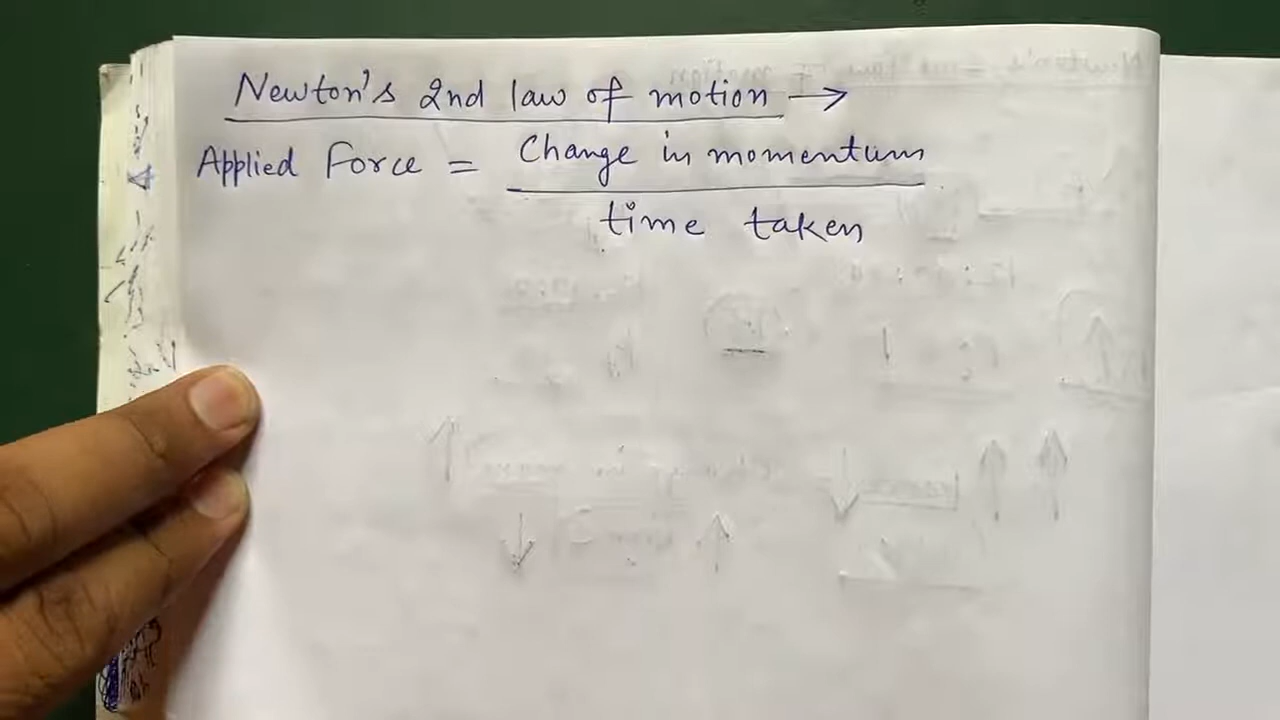 Newton's 2nd law of motion →
Applied Force = Change in momentum
time taken